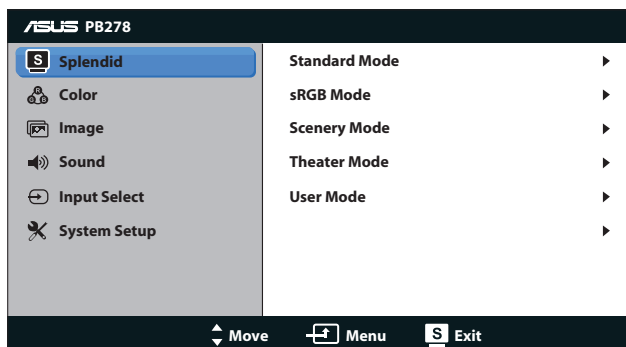 ASUS PB278
S Splendid
Color
Image
Sound
Input Select
System Setup
Standard Mode
sRGB Mode
Scenery Mode
Theater Mode
User Mode
Move Menu S Exit